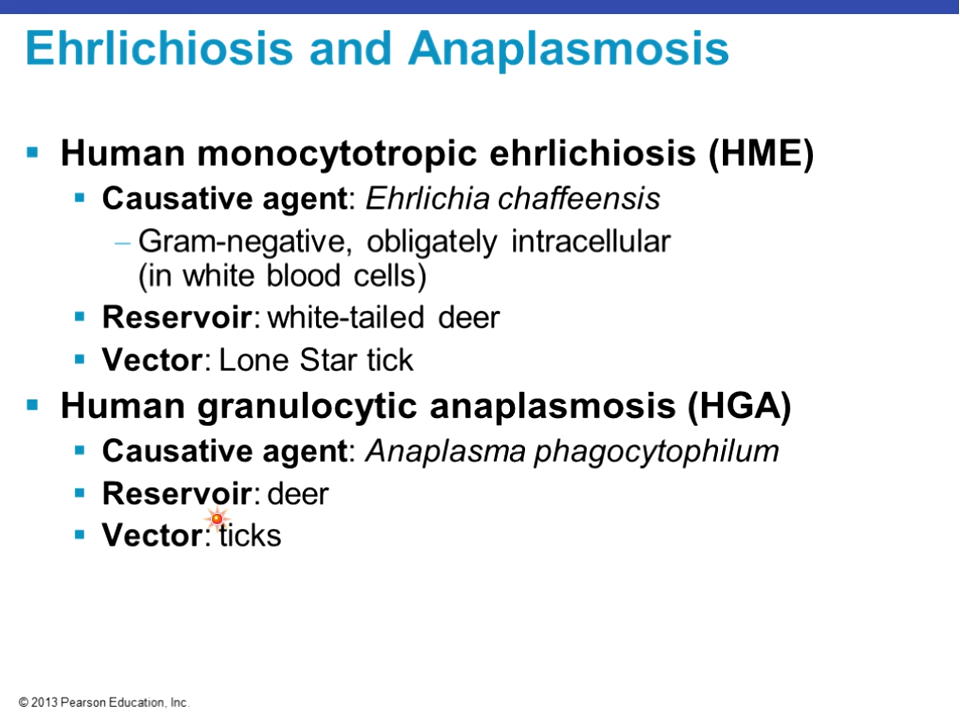 Ehrlichiosis and Anaplasmosis
Human monocytotropic ehrlichiosis (HME)
Causative agent: Ehrlichia chaffeensis
– Gram-negative, obligately intracellular
(in white blood cells)
Reservoir: white-tailed deer
Vector: Lone Star tick
Human granulocytic anaplasmosis (HGA)
Causative agent: Anaplasma phagocytophilum
Reservoir: deer
Vector: ticks
© 2013 Pearson Education, Inc.